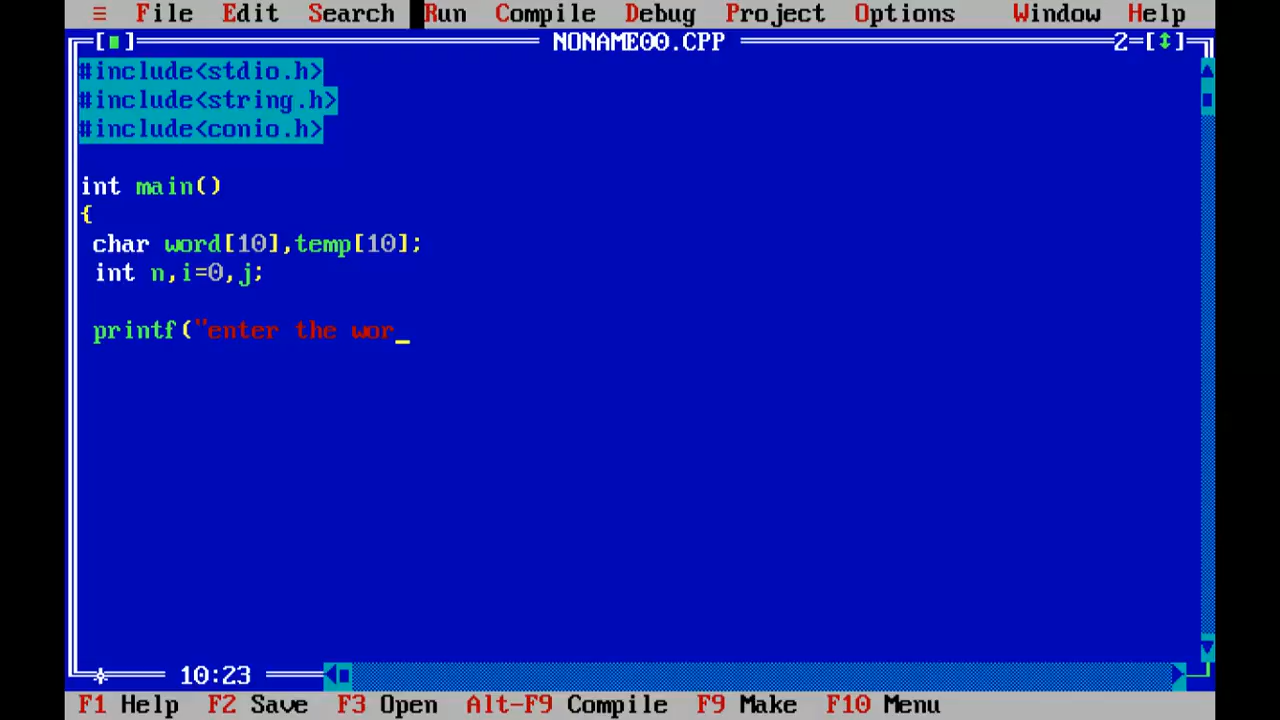 ≡ File Edit Search Run Compile Debug Project Options Window Help
[■] NONAME00.CPP 2=[↕]
#include<stdio.h>
#include<string.h>
#include<conio.h>
int main()
{
char word[10],temp[10];
int n,i=0,j;
printf("enter the wor_
* 10:23
F1 Help F2 Save F3 Open Alt-F9 Compile F9 Make F10 Menu